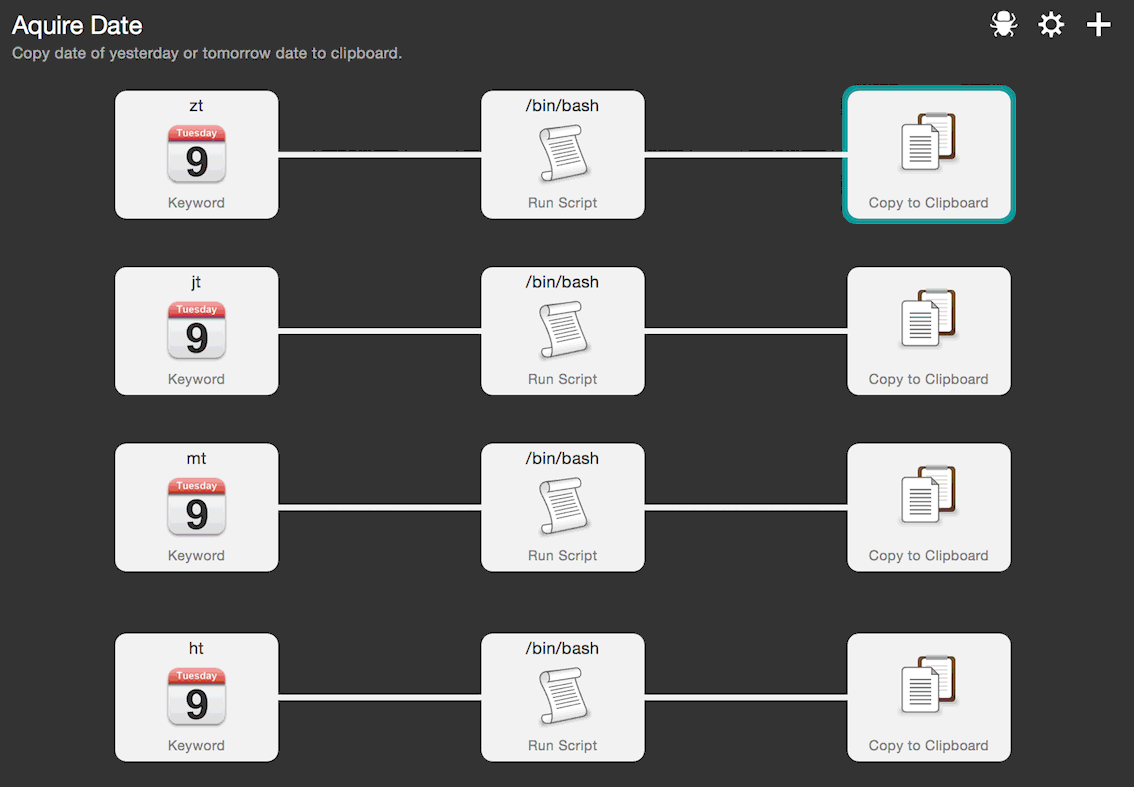 Aquire Date
Copy date of yesterday or tomorrow date to clipboard.
zt
/bin/bash
Tuesday
9
Keyword
Run Script
Copy to Clipboard
jt
/bin/bash
Tuesday
9
Keyword
Run Script
Copy to Clipboard
mt
/bin/bash
Tuesday
9
Keyword
Run Script
Copy to Clipboard
ht
/bin/bash
Tuesday
9
Keyword
Run Script
Copy to Clipboard